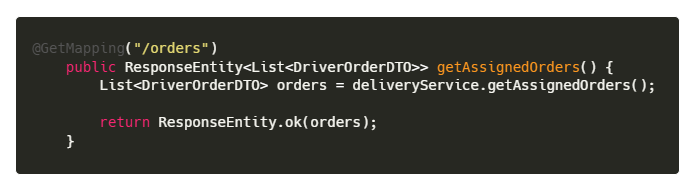 @GetMapping("/orders")
    public ResponseEntity<List<DriverOrderDTO>> getAssignedOrders() {
        List<DriverOrderDTO> orders = deliveryService.getAssignedOrders();

        return ResponseEntity.ok(orders);
    }